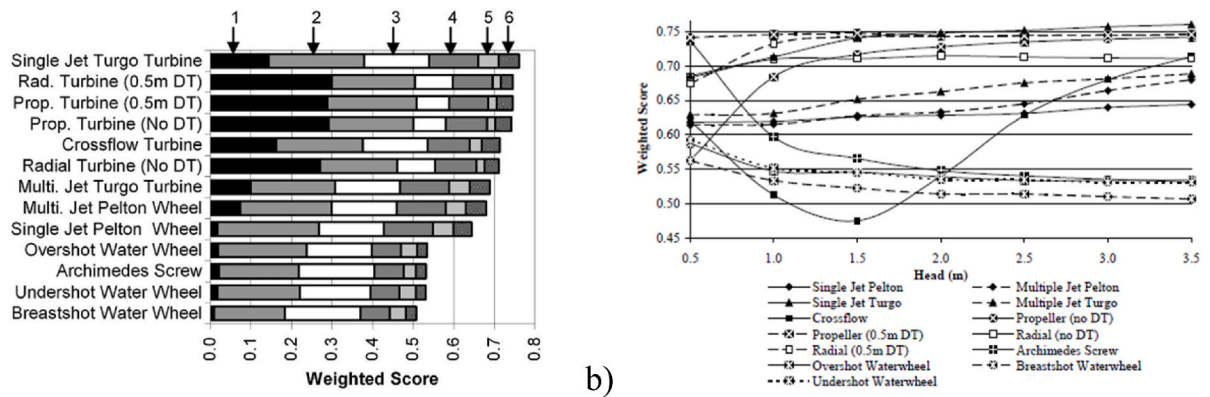 1 2 3 4 5 6
Single Jet Turgo Turbine
Rad. Turbine (0.5m DT)
Prop. Turbine (0.5m DT)
Prop. Turbine (No DT)
Crossflow Turbine
Radial Turbine (No DT)
Multi. Jet Turgo Turbine
Multi. Jet Pelton Wheel
Single Jet Pelton Wheel
Overshot Water Wheel
Archimedes Screw
Undershot Water Wheel
Breastshot Water Wheel
0.0 0.1 0.2 0.3 0.4 0.5 0.6 0.7 0.8
Weighted Score
b)
Weighted Score
0.75
0.70
0.65
0.60
0.55
0.50
0.45
0.5 1.0 1.5 2.0 2.5 3.0 3.5
Head (m)
Single Jet Pelton Multiple Jet Pelton
Single Jet Turgo Multiple Jet Turgo
Crossflow Propeller (no DT)
Propeller (0.5m DT) Radial (no DT)
Radial (0.5m DT) Archimedes Screw
Overshot Waterwheel Breastshot Waterwheel
Undershot Waterwheel